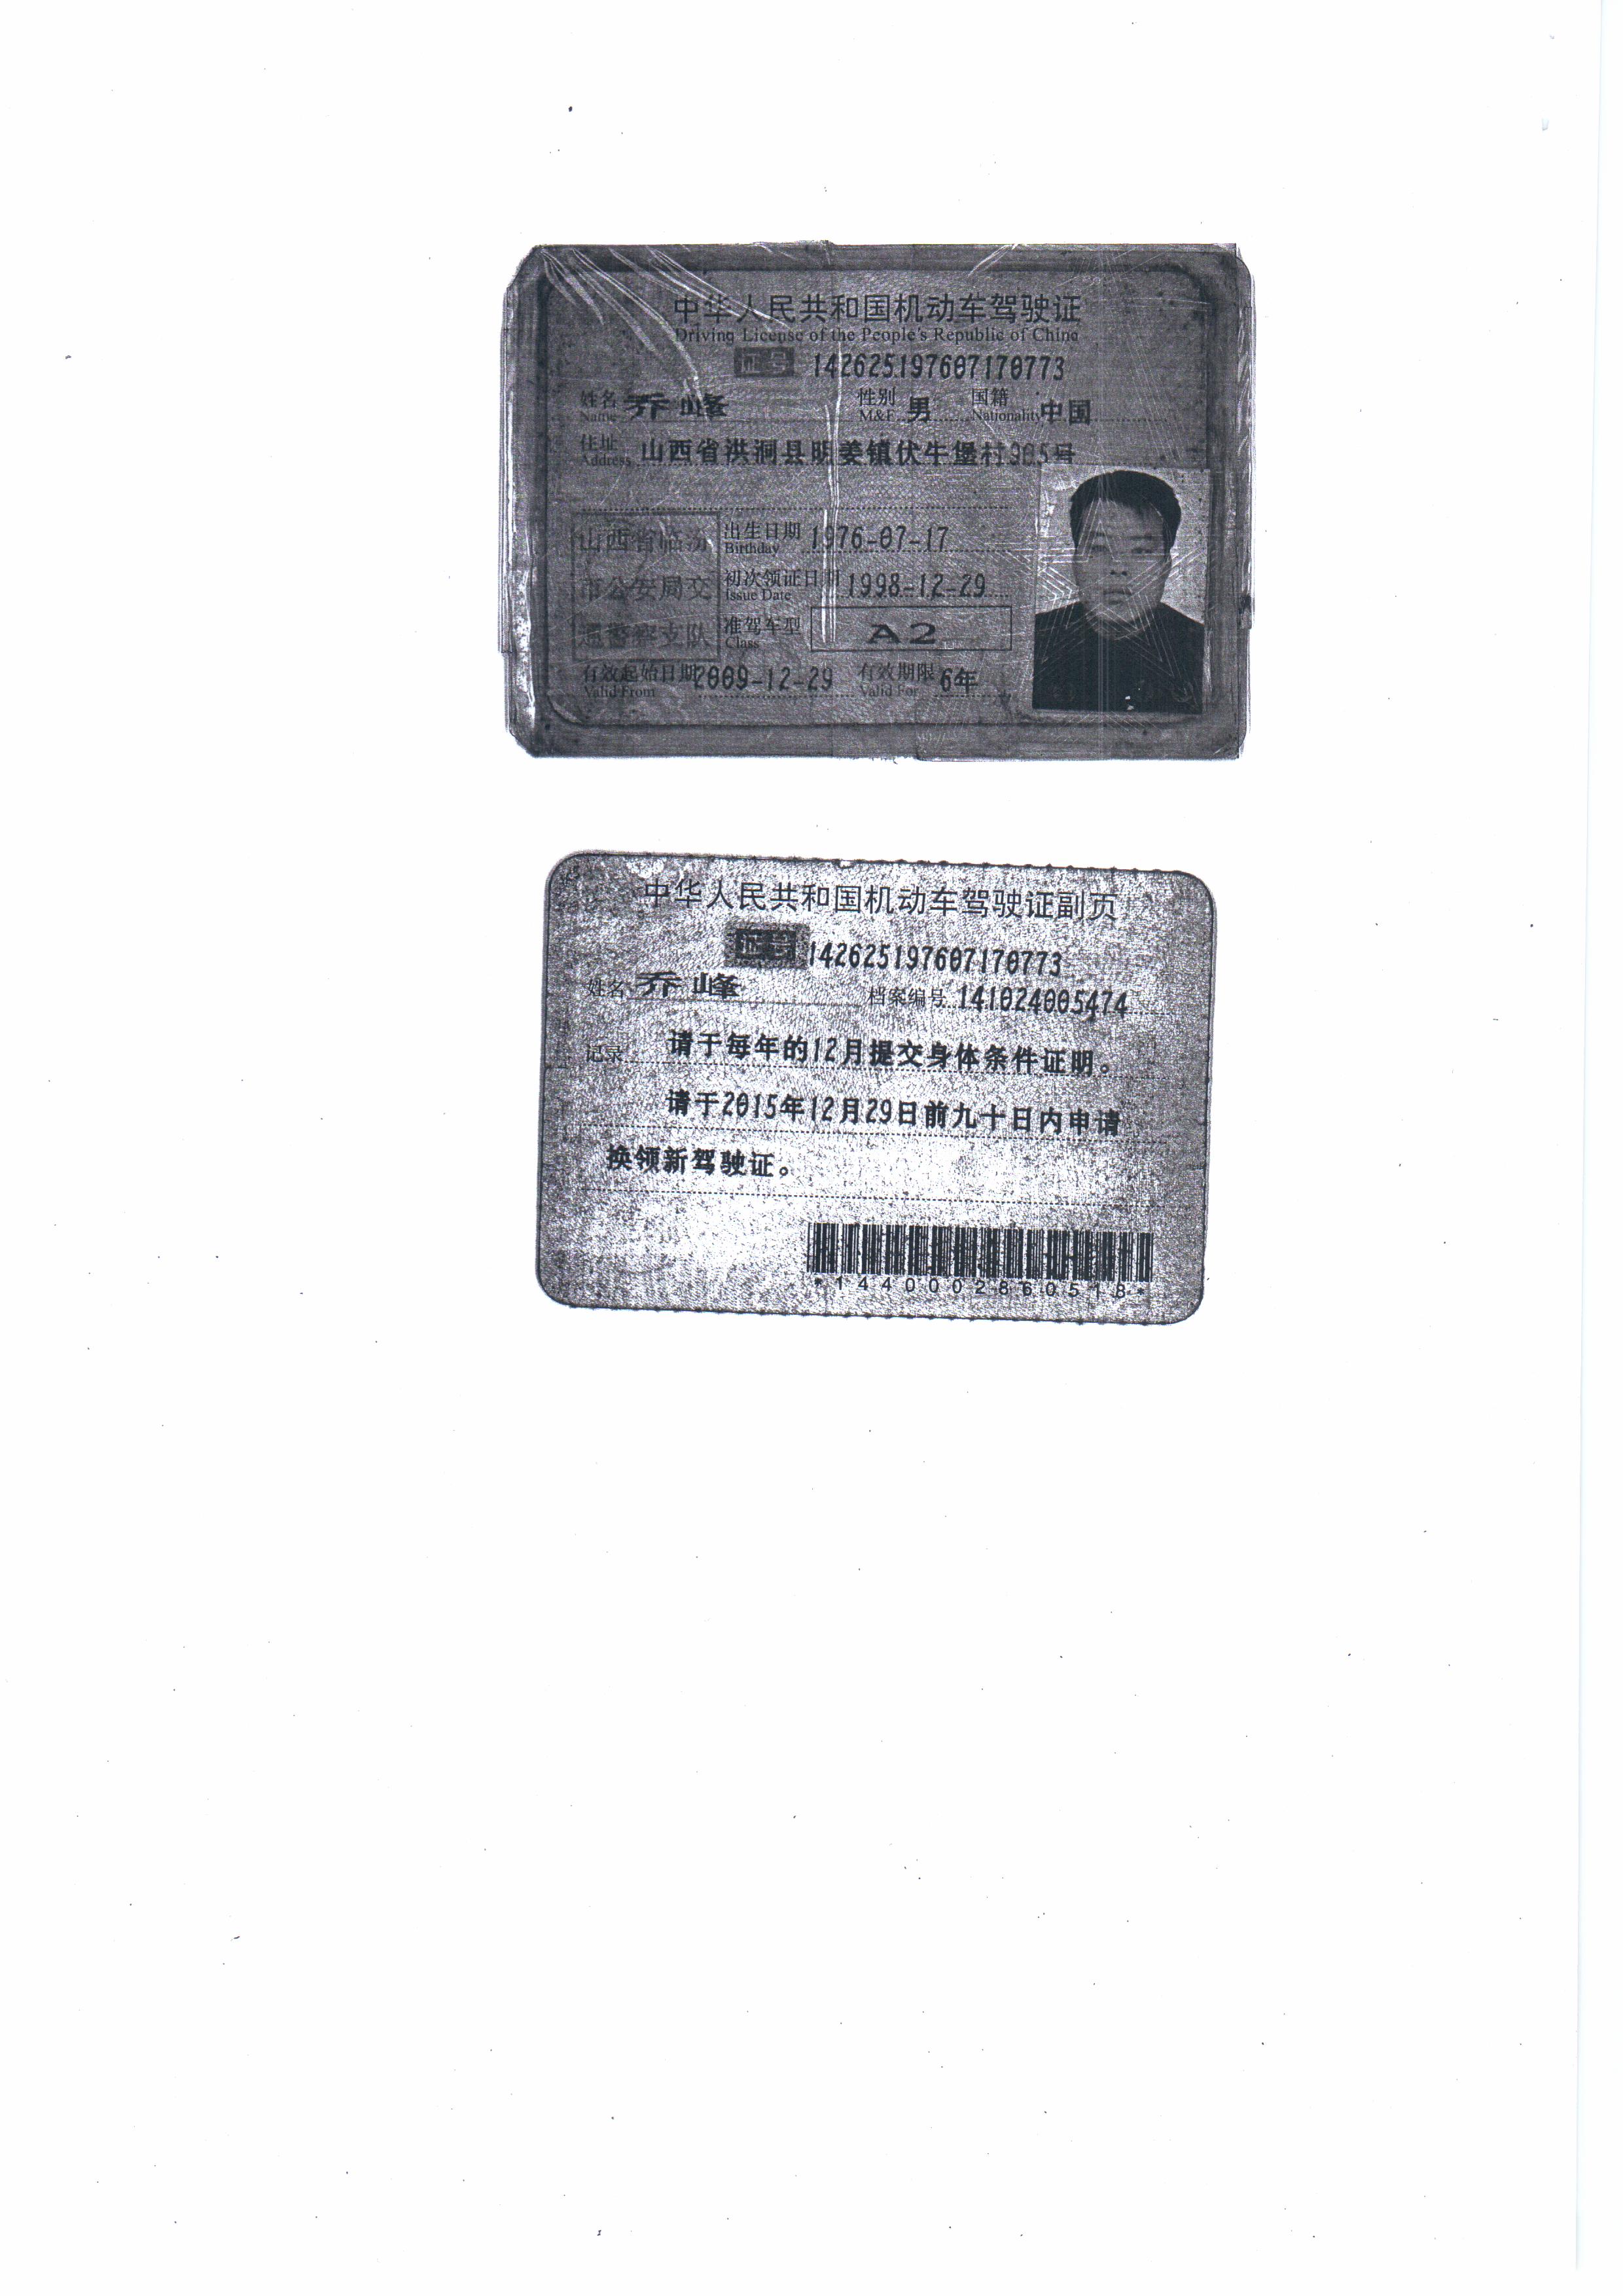 中华人民共和国机动车驾驶证
Driving License of the People's Republic of China
证号 142625197607170773
姓名 Name 乔峰 性别 M&F 男 国籍 Nationality 中国
住址 Address 山西省洪洞县明姜镇伏牛堡村905号
山西省临汾
市公安局交
通警察支队
出生日期 Birthday 1976-07-17
初次领证日期 Issue Date 1998-12-29
准驾车型 Class A2
有效起始日期 Valid From 2009-12-29 有效期限 Valid For 6年
中华人民共和国机动车驾驶证副页
证号 142625197607170773
姓名 乔峰 档案编号 141024005474
记录 请于每年的12月提交身体条件证明。
请于2015年12月29日前九十日内申请
换领新驾驶证。
*1440002860518*